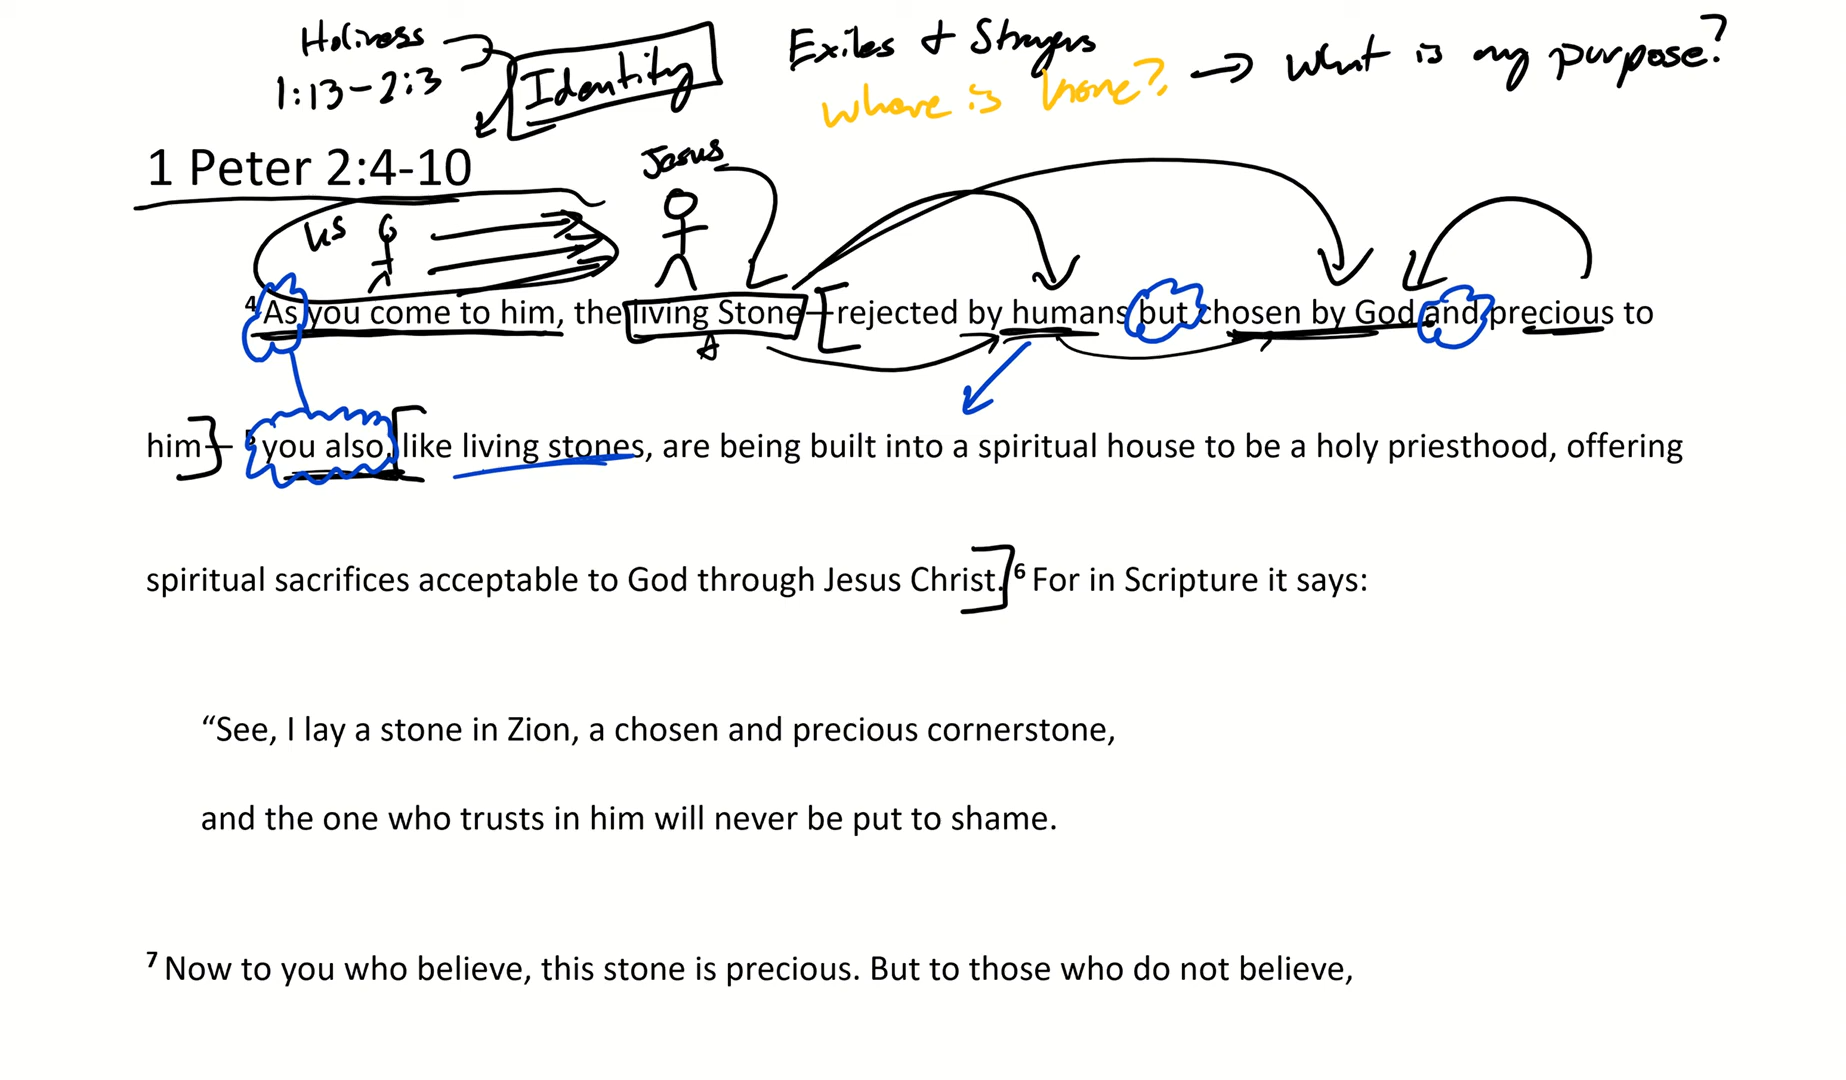 Holiness
1:13-2:3
Identity
Exiles & Strangers
where is home?
→ what is my purpose?
1 Peter 2:4-10
Jesus
us
4 As you come to him, the living Stone—rejected by humans but chosen by God and precious to
him— 5 you also, like living stones, are being built into a spiritual house to be a holy priesthood, offering
spiritual sacrifices acceptable to God through Jesus Christ. 6 For in Scripture it says:
“See, I lay a stone in Zion, a chosen and precious cornerstone,
and the one who trusts in him will never be put to shame.
7 Now to you who believe, this stone is precious. But to those who do not believe,